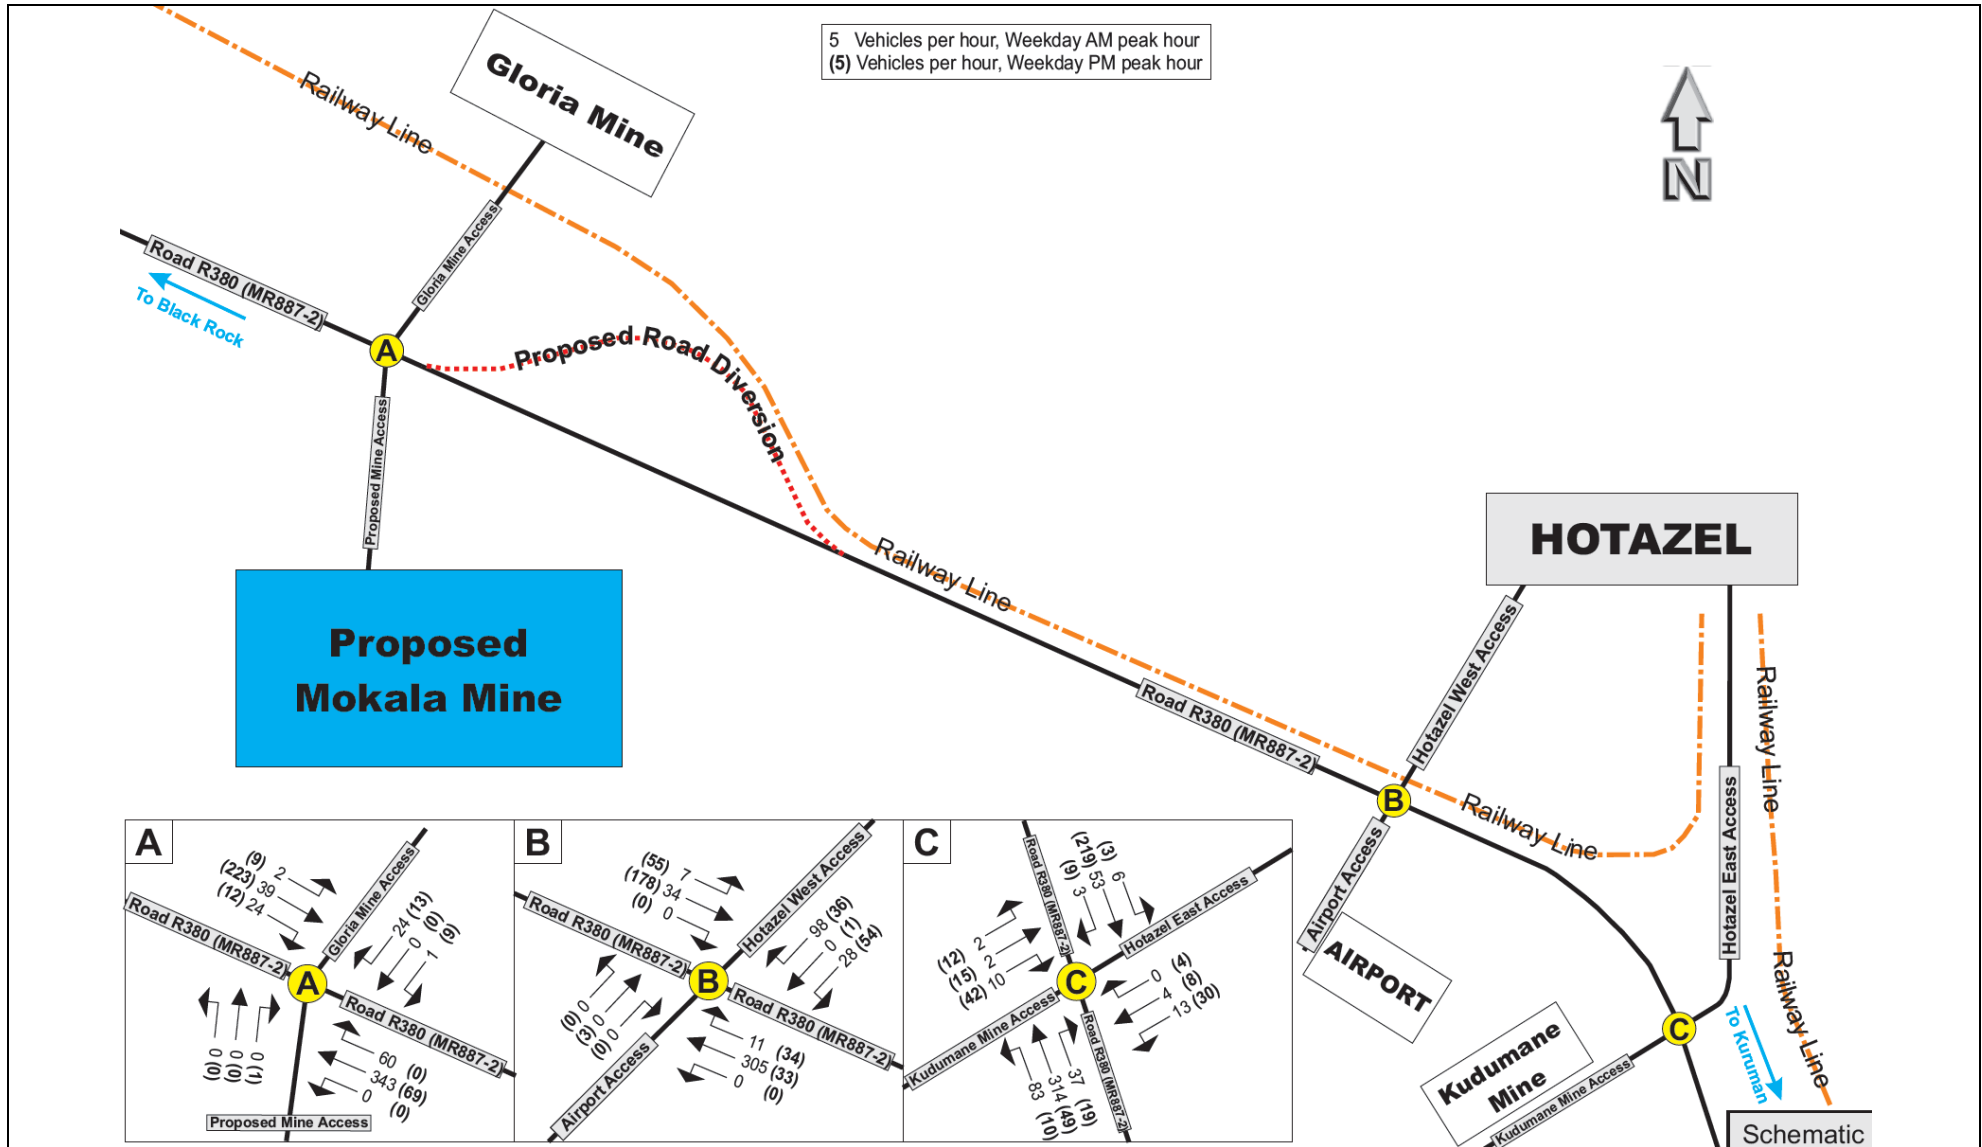 5 Vehicles per hour, Weekday AM peak hour
(5) Vehicles per hour, Weekday PM peak hour
Gloria Mine
Railway Line
N
Gloria Mine Access
Road R380 (MR887-2)
To Black Rock
A
Proposed Road Diversion
Proposed Mine Access
Proposed
Mokala Mine
Railway Line
HOTAZEL
Hotazel West Access
Road R380 (MR887-2)
B
Railway Line
Railway Line
Hotazel East Access
Airport Access
AIRPORT
Railway Line
C
To Kuruman
Kudumane
Mine
Kudumane Mine Access
Schematic
A
(9) 2
(223) 39
(12) 24
Road R380 (MR887-2)
Gloria Mine Access
24 (13)
0 (0)
1 (9)
A
Road R380 (MR887-2)
0 (0)
0 (0)
0 (1)
60 (0)
343 (69)
0 (0)
Proposed Mine Access
B
(55) 7
(178) 34
(0) 0
Road R380 (MR887-2)
Hotazel West Access
98 (36)
0 (1)
28 (54)
B
Road R380 (MR887-2)
(0) 0
(3) 0
(0) 0
11 (34)
305 (33)
0 (0)
Airport Access
C
Road R380 (MR887-2)
(9) 3
(219) 53
(3) 6
Hotazel East Access
(12) 2
(15) 2
(42) 10
C
0 (4)
4 (8)
13 (30)
Kudumane Mine Access
Road R380 (MR887-2)
83 (10)
314 (49)
37 (19)